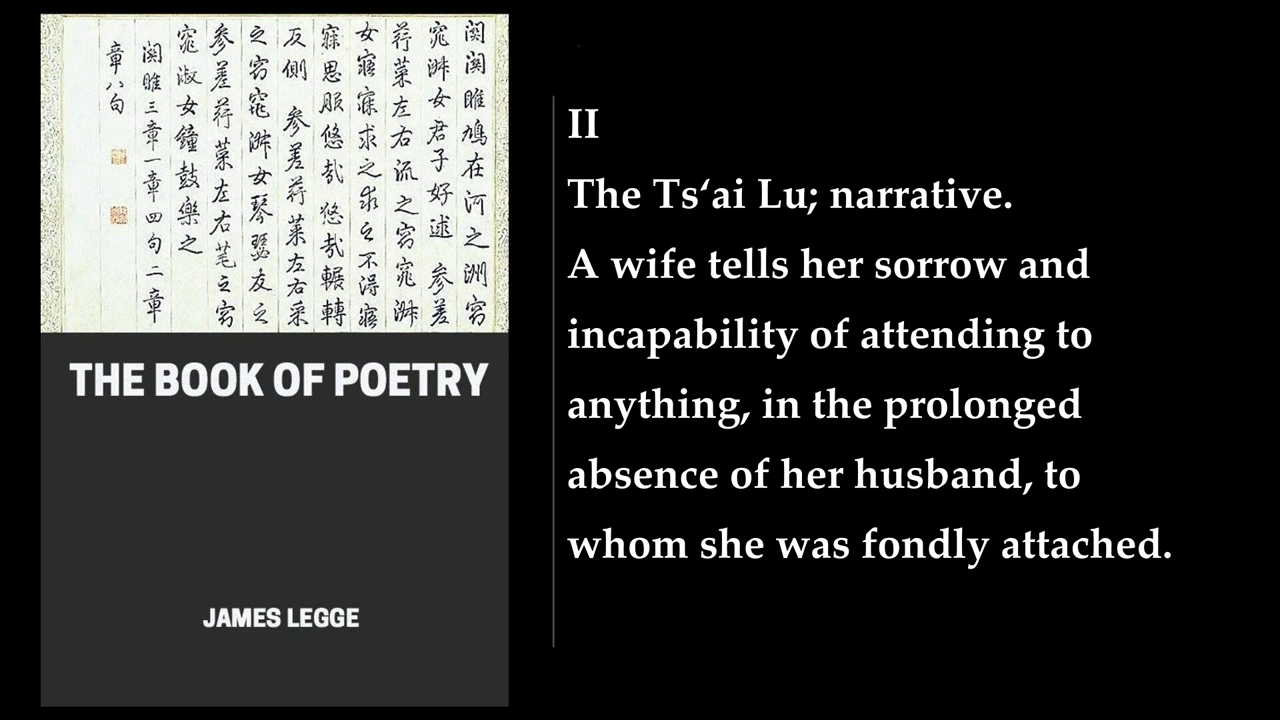 関関雎鳩在河之洲窈
窕淑女君子好逑 参差
荇菜左右流之窈窕淑
女寤寐求之求之不得寤
寐思服悠哉悠哉輾轉
反側 参差荇菜左右采
之窈窕淑女琴瑟友之
参差荇菜左右芼之窈
窕淑女鐘鼓樂之
関雎三章一章四句二章
章八句
THE BOOK OF POETRY
JAMES LEGGE
II
The Ts‘ai Lu; narrative.
A wife tells her sorrow and
incapability of attending to
anything, in the prolonged
absence of her husband, to
whom she was fondly attached.